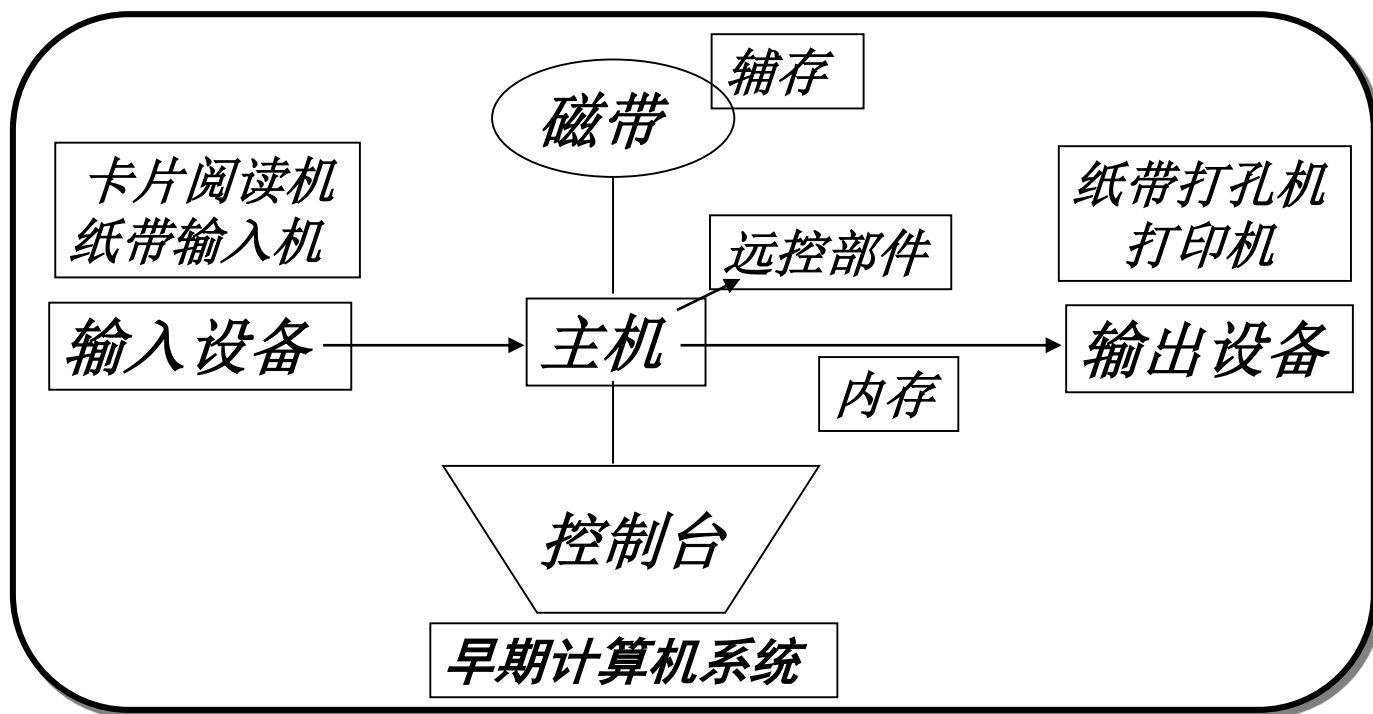 辅存
磁带
卡片阅读机
纸带输入机
纸带打孔机
打印机
远控部件
输入设备
主机
输出设备
内存
控制台
早期计算机系统